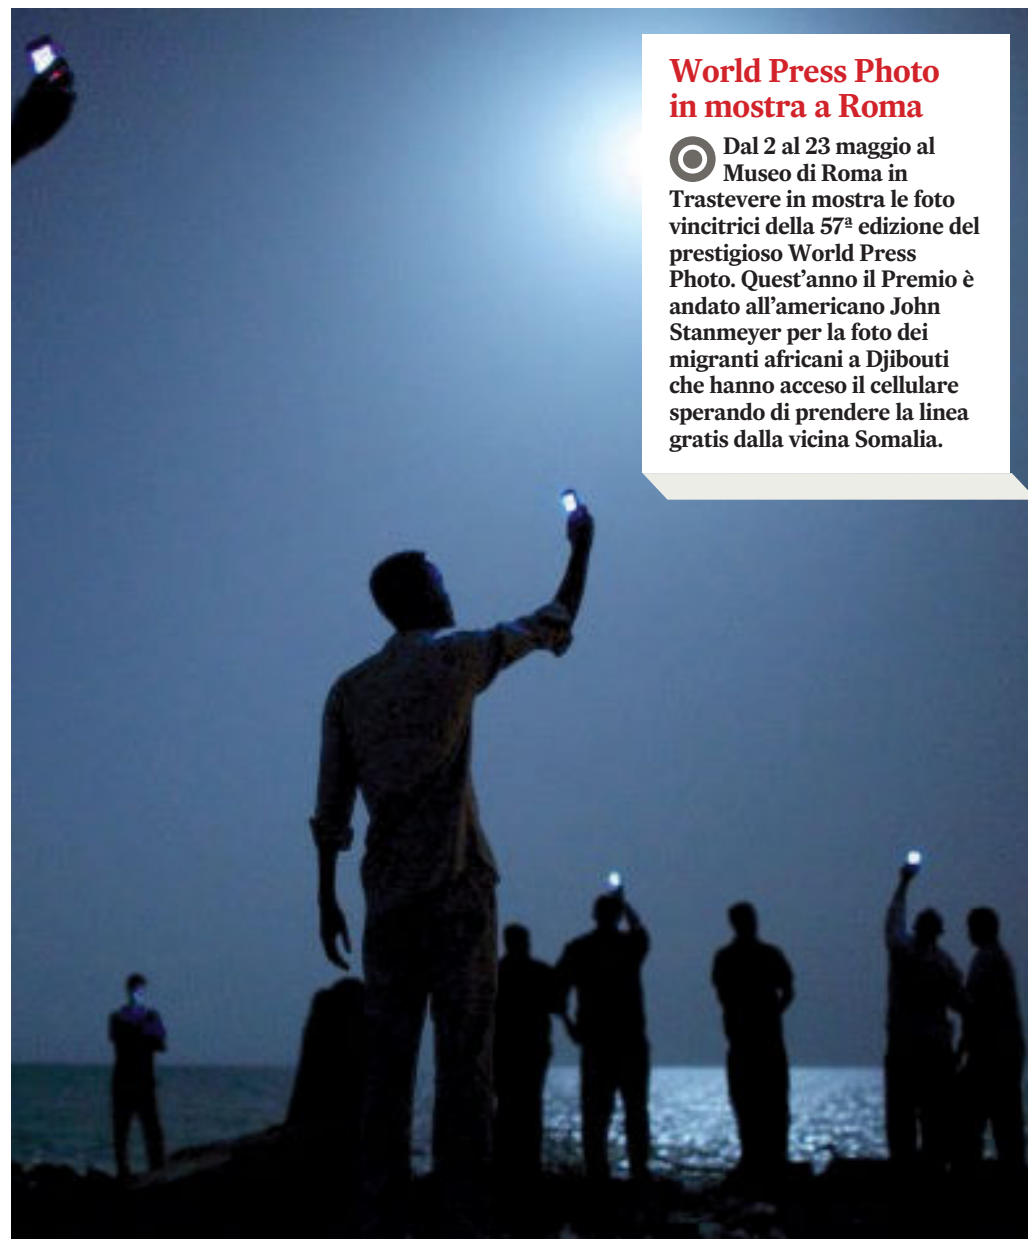 World Press Photo
in mostra a Roma
Dal 2 al 23 maggio al
Museo di Roma in
Trastevere in mostra le foto
vincitrici della 57ª edizione del
prestigioso World Press
Photo. Quest’anno il Premio è
andato all’americano John
Stanmeyer per la foto dei
migranti africani a Djibouti
che hanno acceso il cellulare
sperando di prendere la linea
gratis dalla vicina Somalia.